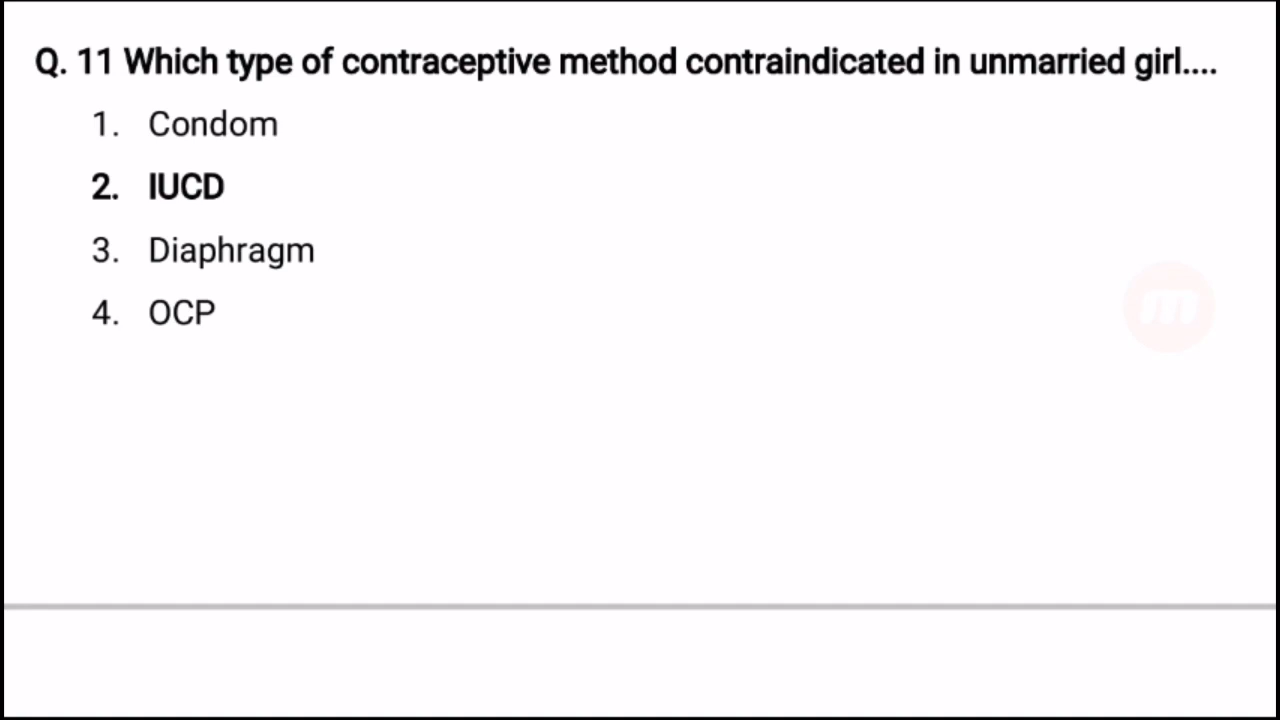 Q. 11 Which type of contraceptive method contraindicated in unmarried girl....
1. Condom
2. IUCD
3. Diaphragm
4. OCP
m